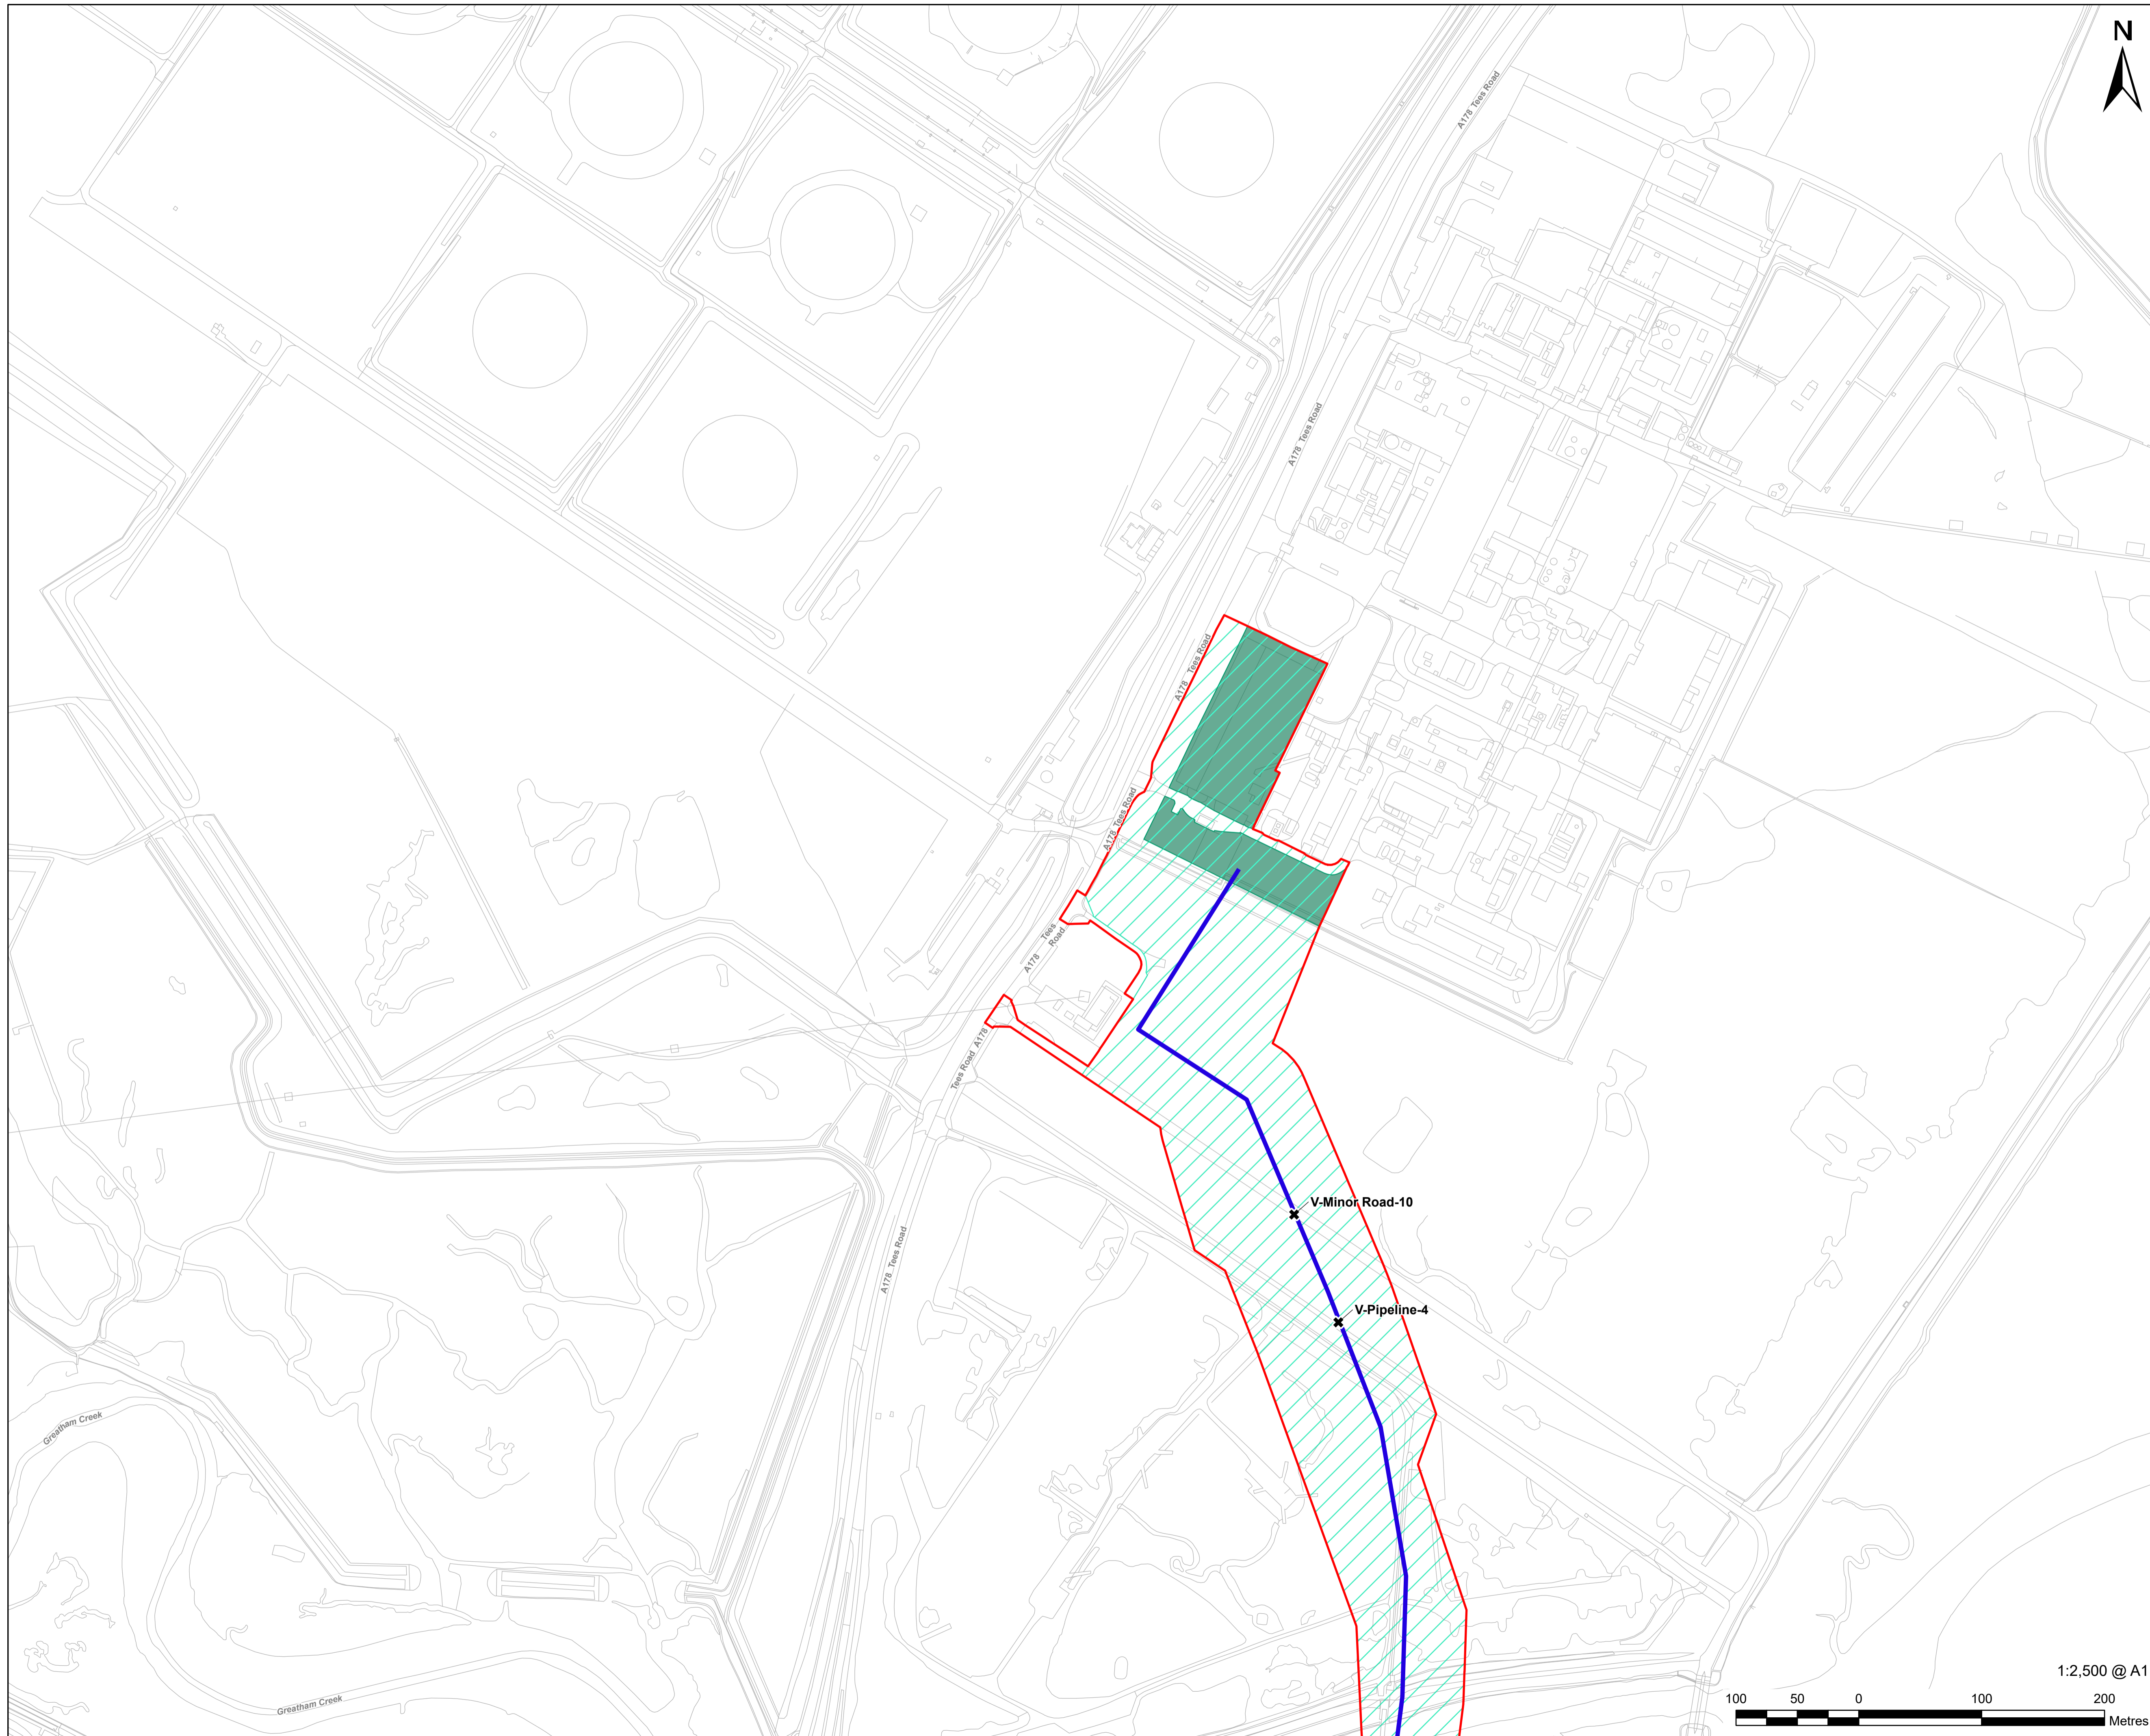 N
A178 Tees Road
A178 Tees Road
A178 Tees Road
A178 Tees Road
A178 Tees
Road
Tees Road A178
V-Minor Road-10
A178 Tees Road
V-Pipeline-4
Greatham Creek
Greatham Creek
1:2,500 @ A1
100 50 0 100 200
Metres